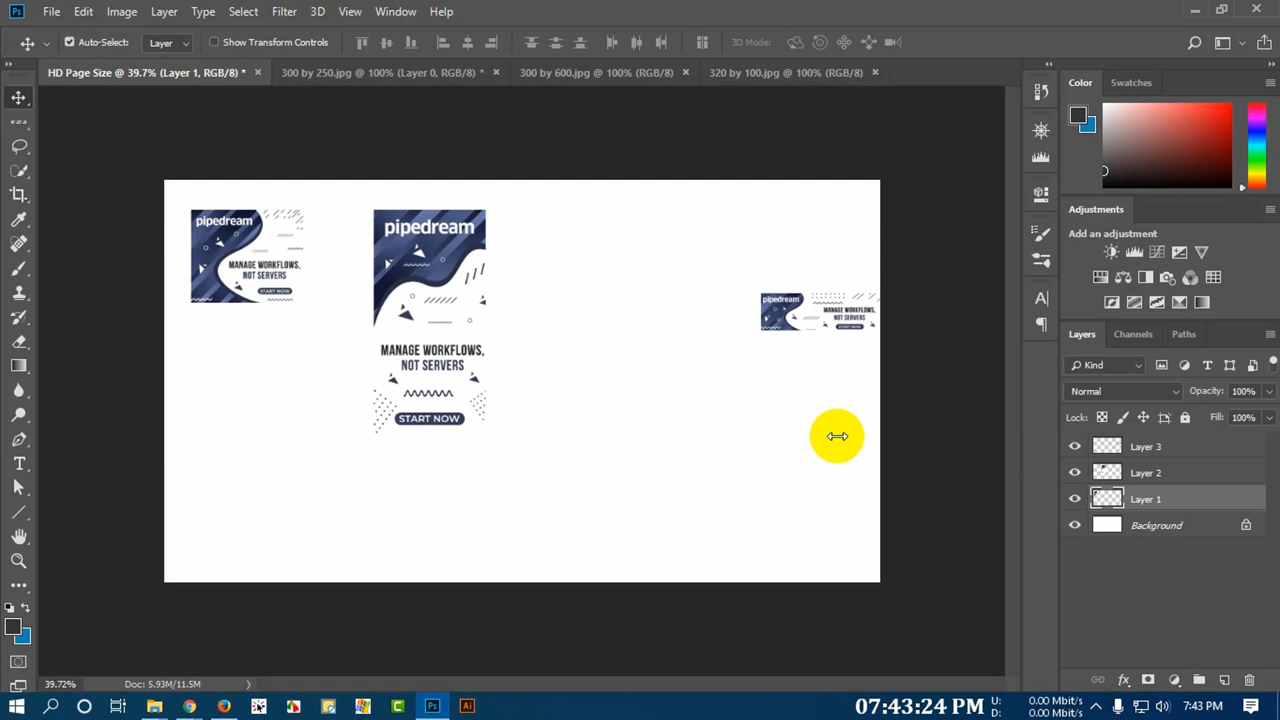 Ps File Edit Image Layer Type Select Filter 3D View Window Help
Auto-Select: Layer Show Transform Controls 3D Mode:
HD Page Size @ 39.7% (Layer 1, RGB/8) * 300 by 250.jpg @ 100% (Layer 0, RGB/8) * 300 by 600.jpg @ 100% (RGB/8) 320 by 100.jpg @ 100% (RGB/8)
Color Swatches
Adjustments
Add an adjustment
Layers Channels Paths
Kind
Normal Opacity: 100%
Lock: Fill: 100%
Layer 3
Layer 2
Layer 1
Background
pipedream
MANAGE WORKFLOWS,
NOT SERVERS
START NOW
pipedream
MANAGE WORKFLOWS,
NOT SERVERS
START NOW
pipedream
MANAGE WORKFLOWS,
NOT SERVERS
START NOW
39.72% Doc: 5.93M/11.5M
Ps Ai 07:43:24 PM U: 0.00 Mbit/s
D: 0.00 Mbit/s 7:43 PM